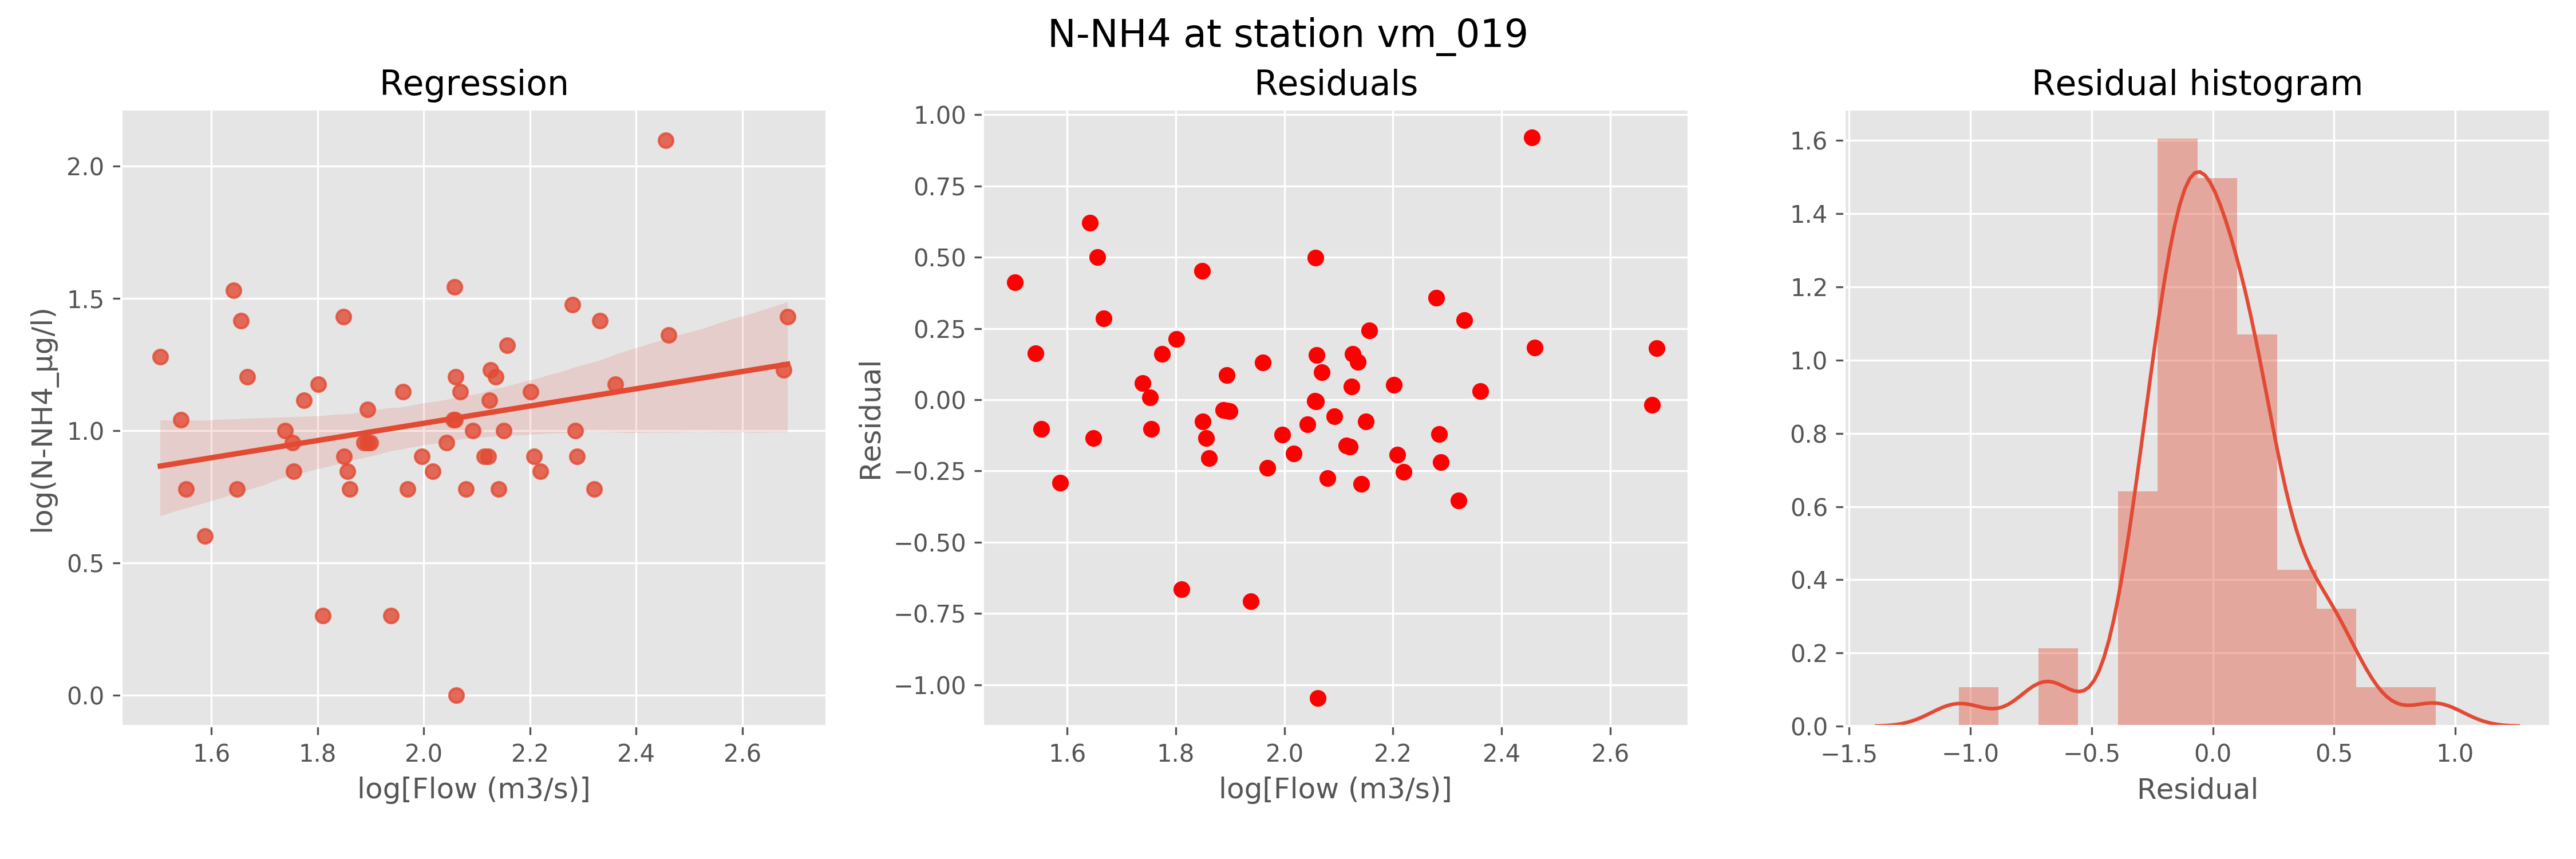 N-NH4 at station vm_019
Regression
2.0
1.5
1.0
0.5
0.0
log(N-NH4_µg/l)
1.6 1.8 2.0 2.2 2.4 2.6
log[Flow (m3/s)]
Residuals
1.00
0.75
0.50
0.25
0.00
−0.25
−0.50
−0.75
−1.00
Residual
1.6 1.8 2.0 2.2 2.4 2.6
log[Flow (m3/s)]
Residual histogram
1.6
1.4
1.2
1.0
0.8
0.6
0.4
0.2
0.0
−1.5 −1.0 −0.5 0.0 0.5 1.0
Residual